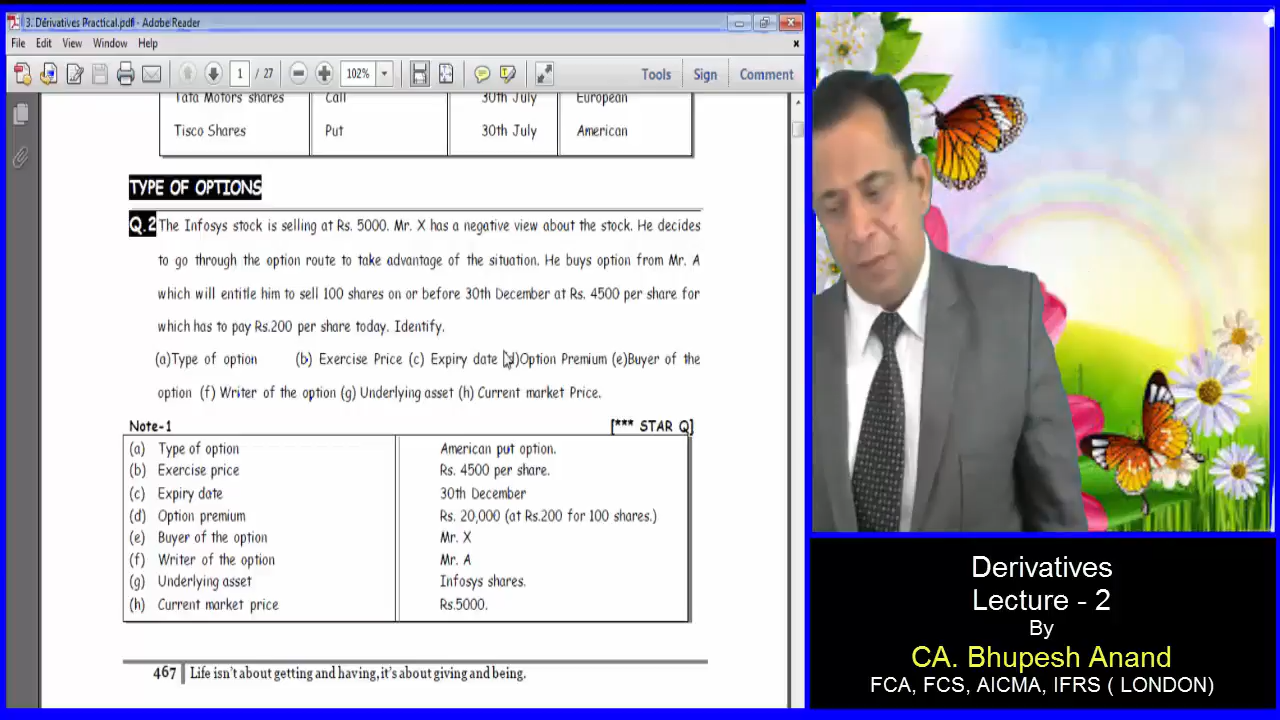 3. Derivatives Practical.pdf - Adobe Reader
File Edit View Window Help
1 / 27 102% Tools Sign Comment
Tata Motors shares Call 30th July European
Tisco Shares Put 30th July American
TYPE OF OPTIONS
Q.2 The Infosys stock is selling at Rs. 5000. Mr. X has a negative view about the stock. He decides
to go through the option route to take advantage of the situation. He buys option from Mr. A
which will entitle him to sell 100 shares on or before 30th December at Rs. 4500 per share for
which has to pay Rs.200 per share today. Identify.
(a)Type of option (b) Exercise Price (c) Expiry date (d)Option Premium (e)Buyer of the
option (f) Writer of the option (g) Underlying asset (h) Current market Price.
Note-1 [*** STAR Q]
(a) Type of option American put option.
(b) Exercise price Rs. 4500 per share.
(c) Expiry date 30th December
(d) Option premium Rs. 20,000 (at Rs.200 for 100 shares.)
(e) Buyer of the option Mr. X
(f) Writer of the option Mr. A
(g) Underlying asset Infosys shares.
(h) Current market price Rs.5000.
467 Life isn't about getting and having, it's about giving and being.
Derivatives
Lecture - 2
By
CA. Bhupesh Anand
FCA, FCS, AICMA, IFRS ( LONDON)